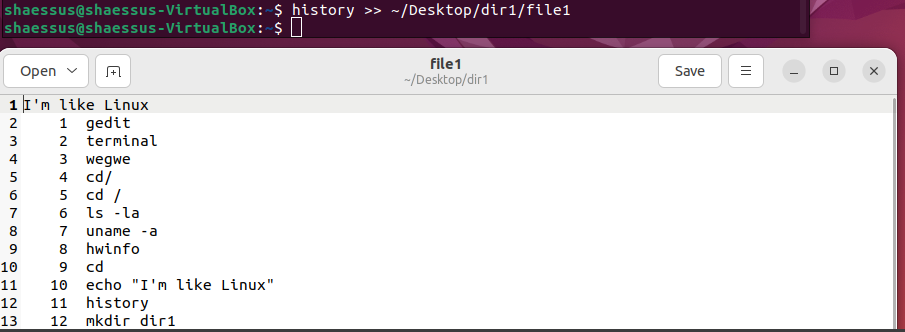 shaessus@shaessus-VirtualBox:~$ history >> ~/Desktop/dir1/file1
shaessus@shaessus-VirtualBox:~$
Open
file1
~/Desktop/dir1
Save
1 I'm like Linux
2 1 gedit
3 2 terminal
4 3 wegwe
5 4 cd/
6 5 cd /
7 6 ls -la
8 7 uname -a
9 8 hwinfo
10 9 cd
11 10 echo "I'm like Linux"
12 11 history
13 12 mkdir dir1